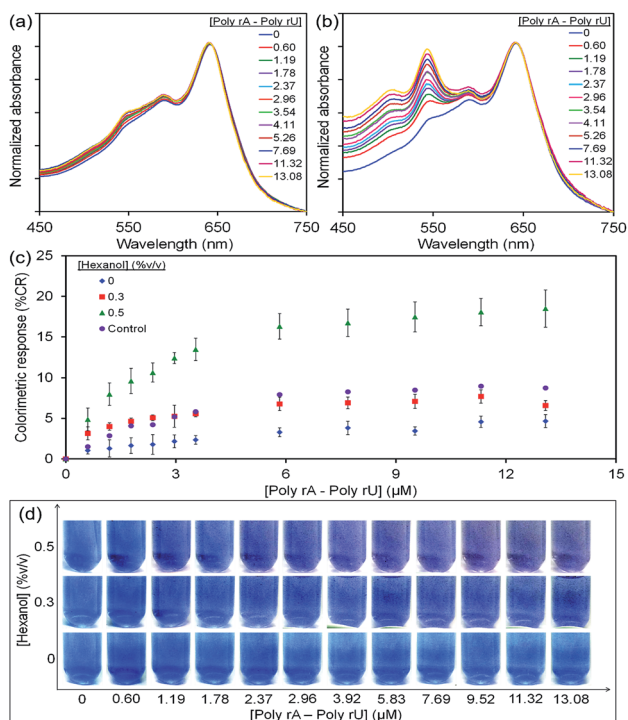 (a)
[Poly rA - Poly rU]
0
0.60
1.19
1.78
2.37
2.96
3.54
4.11
5.26
7.69
11.32
13.08
Normalized absorbance
450 550 650 750
Wavelength (nm)
(b)
[Poly rA - Poly rU]
0
0.60
1.19
1.78
2.37
2.96
3.54
4.11
5.26
7.69
11.32
13.08
Normalized absorbance
450 550 650 750
Wavelength (nm)
(c)
[Hexanol] (%v/v)
0
0.3
0.5
Control
Colorimetric response (%CR)
25
20
15
10
5
0
0 3 6 9 12 15
[Poly rA - Poly rU] (µM)
(d)
[Hexanol] (%v/v)
0.5
0.3
0
0 0.60 1.19 1.78 2.37 2.96 3.92 5.83 7.69 9.52 11.32 13.08
[Poly rA – Poly rU] (µM)